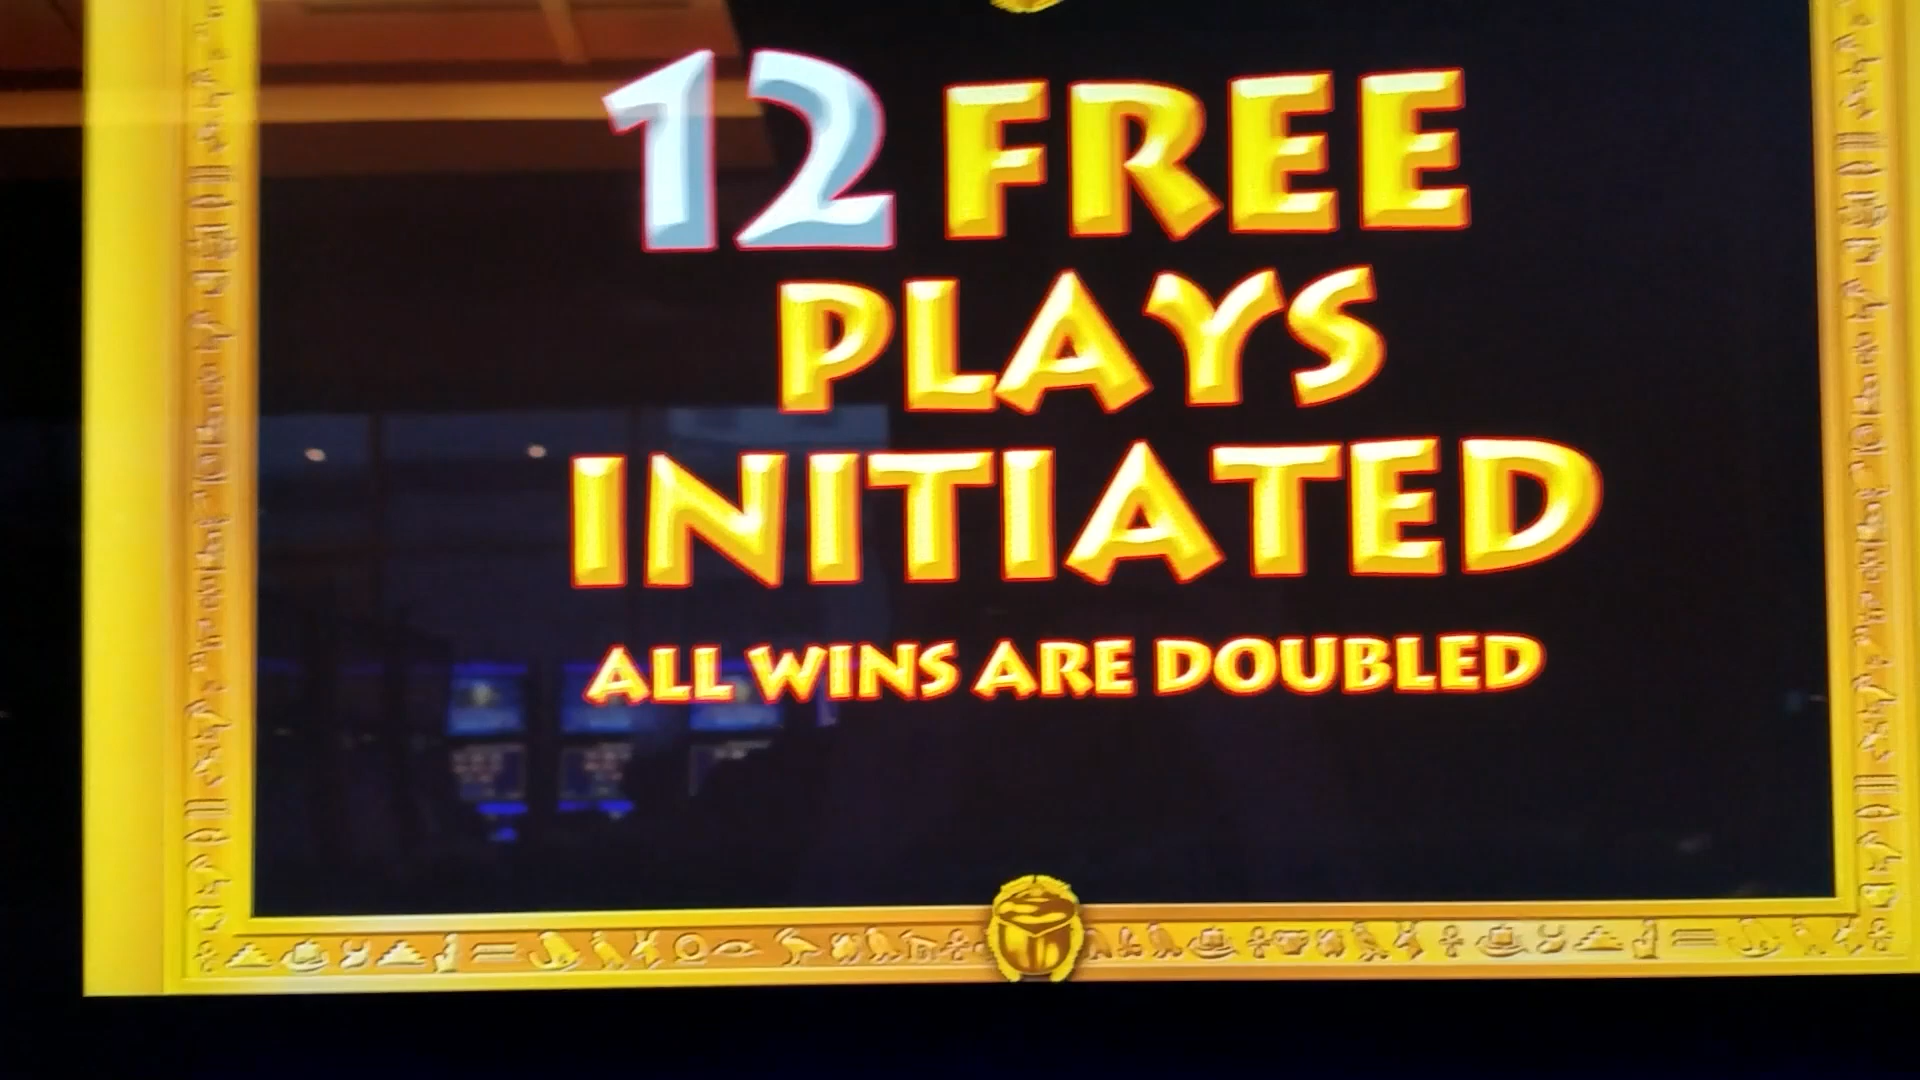 12 FREE
PLAYS
INITIATED
ALL WINS ARE DOUBLED